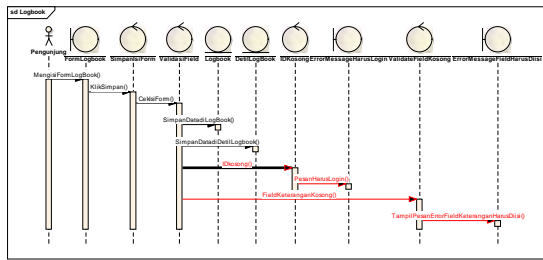 sd Logbook
Pengunjung
FormLogbook
SimpanIsiForm
ValidasiField
Logbook
DetilLogBook
IDKosong
ErrorMessageHarusLogin
ValidateFieldKosong
ErrorMessageFieldHarusDiisi
MengisiFormLogBook()
KlikSimpan()
CekIsiForm()
SimpanDatadiLogBook()
SimpanDatadiDetilLogbook()
IDkosong()
PesanHarusLogin()
FieldKeteranganKosong()
TampilPesanErrorFieldKeteranganHarusDiisi()